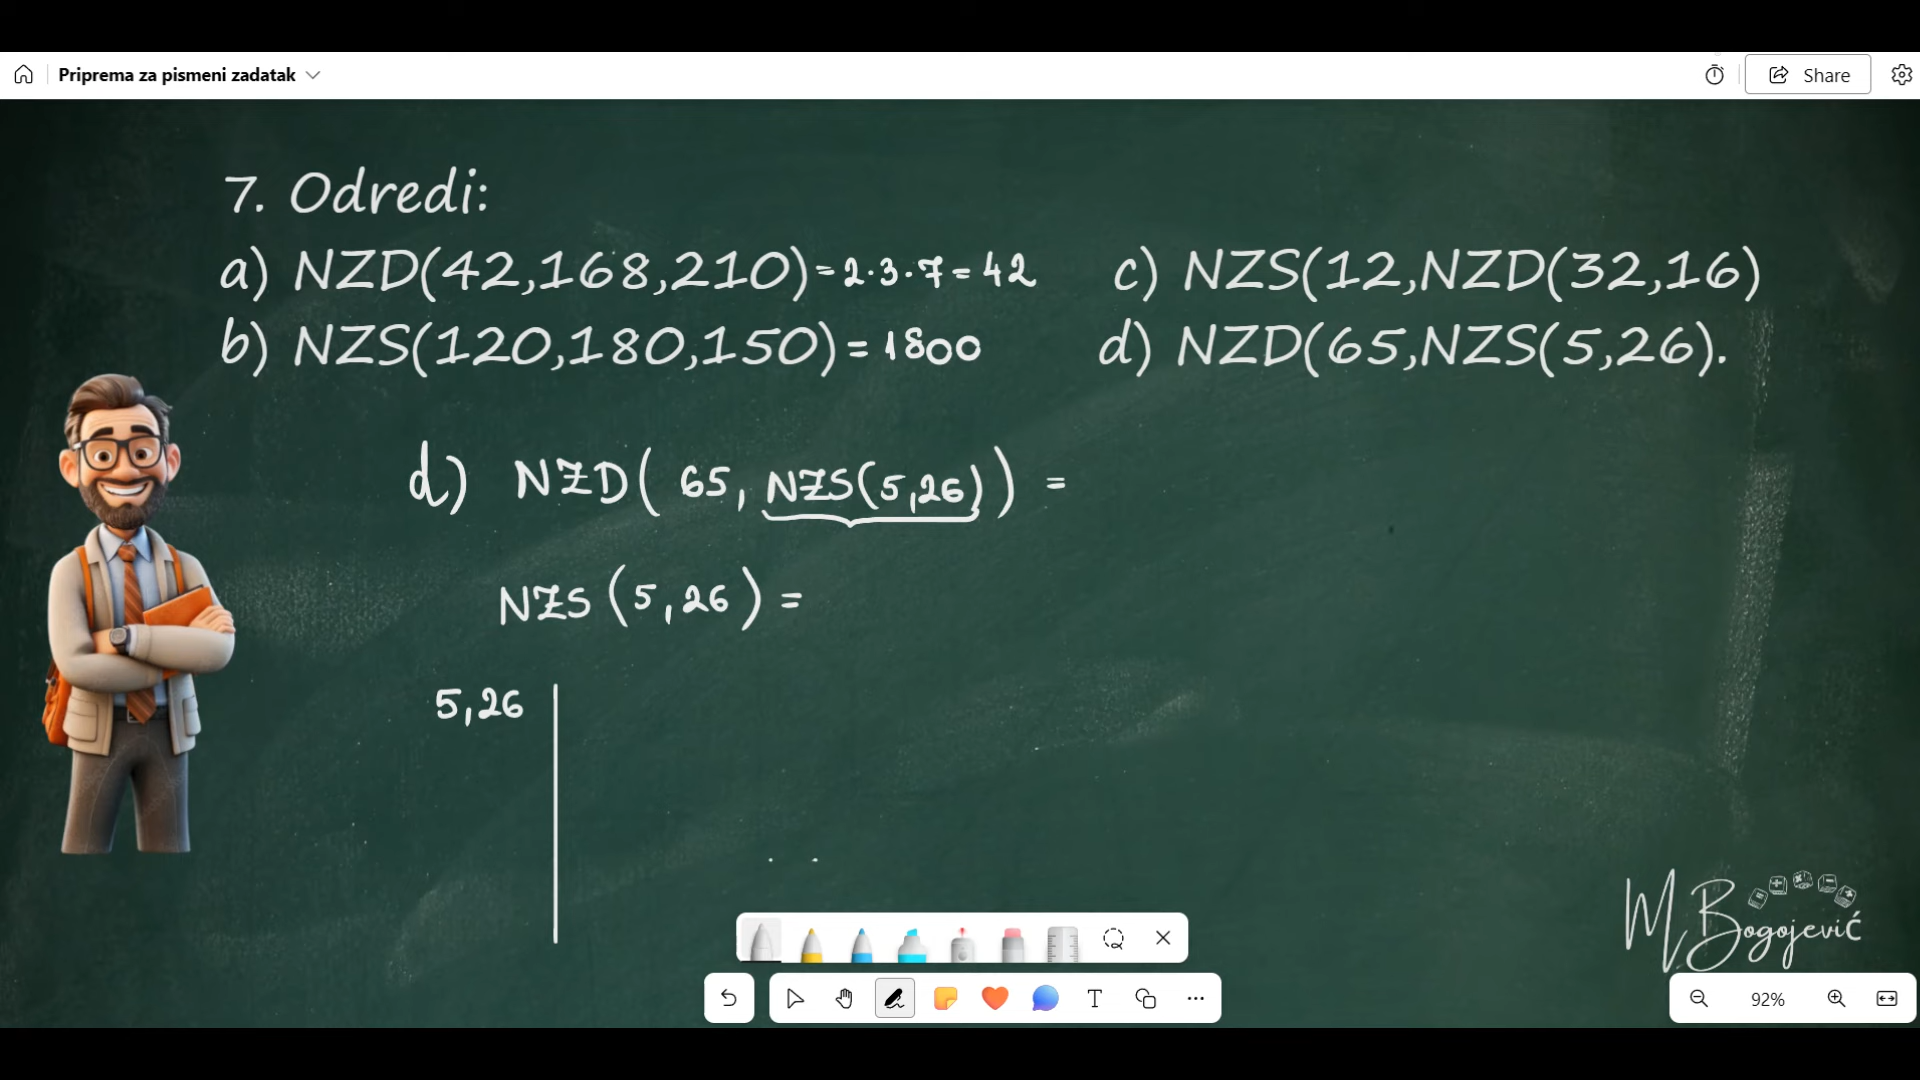 Priprema za pismeni zadatak
Share
7. Odredi:
a) NZD(42,168,210)=2·3·7=42
b) NZS(120,180,150)=1800
c) NZS(12,NZD(32,16)
d) NZD(65,NZS(5,26).
d) NZD(65,NZS(5,26))=
NZS(5,26)=
5,26
M.Bogojević
T
92%